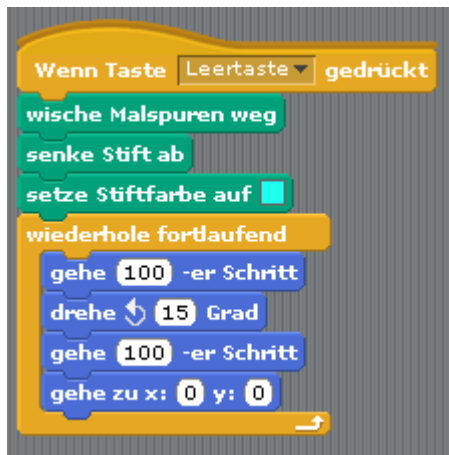 Wenn Taste Leertaste gedrückt
wische Malspuren weg
senke Stift ab
setze Stiftfarbe auf
wiederhole fortlaufend
gehe 100 -er Schritt
drehe 15 Grad
gehe 100 -er Schritt
gehe zu x: 0 y: 0